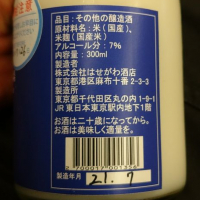 品目:その他の醸造酒
原材料名:米(国産)、
米麹(国産米)
アルコール分:7%
内容量:300ml
製造者
株式会社はせがわ酒店
東京都港区麻布十番2-3-3
製造所
東京都千代田区丸の内1-9-1
JR東日本東京駅内地下1階
お酒は二十歳になってから。
お酒は美味しく適量を。
製造年月 21.7